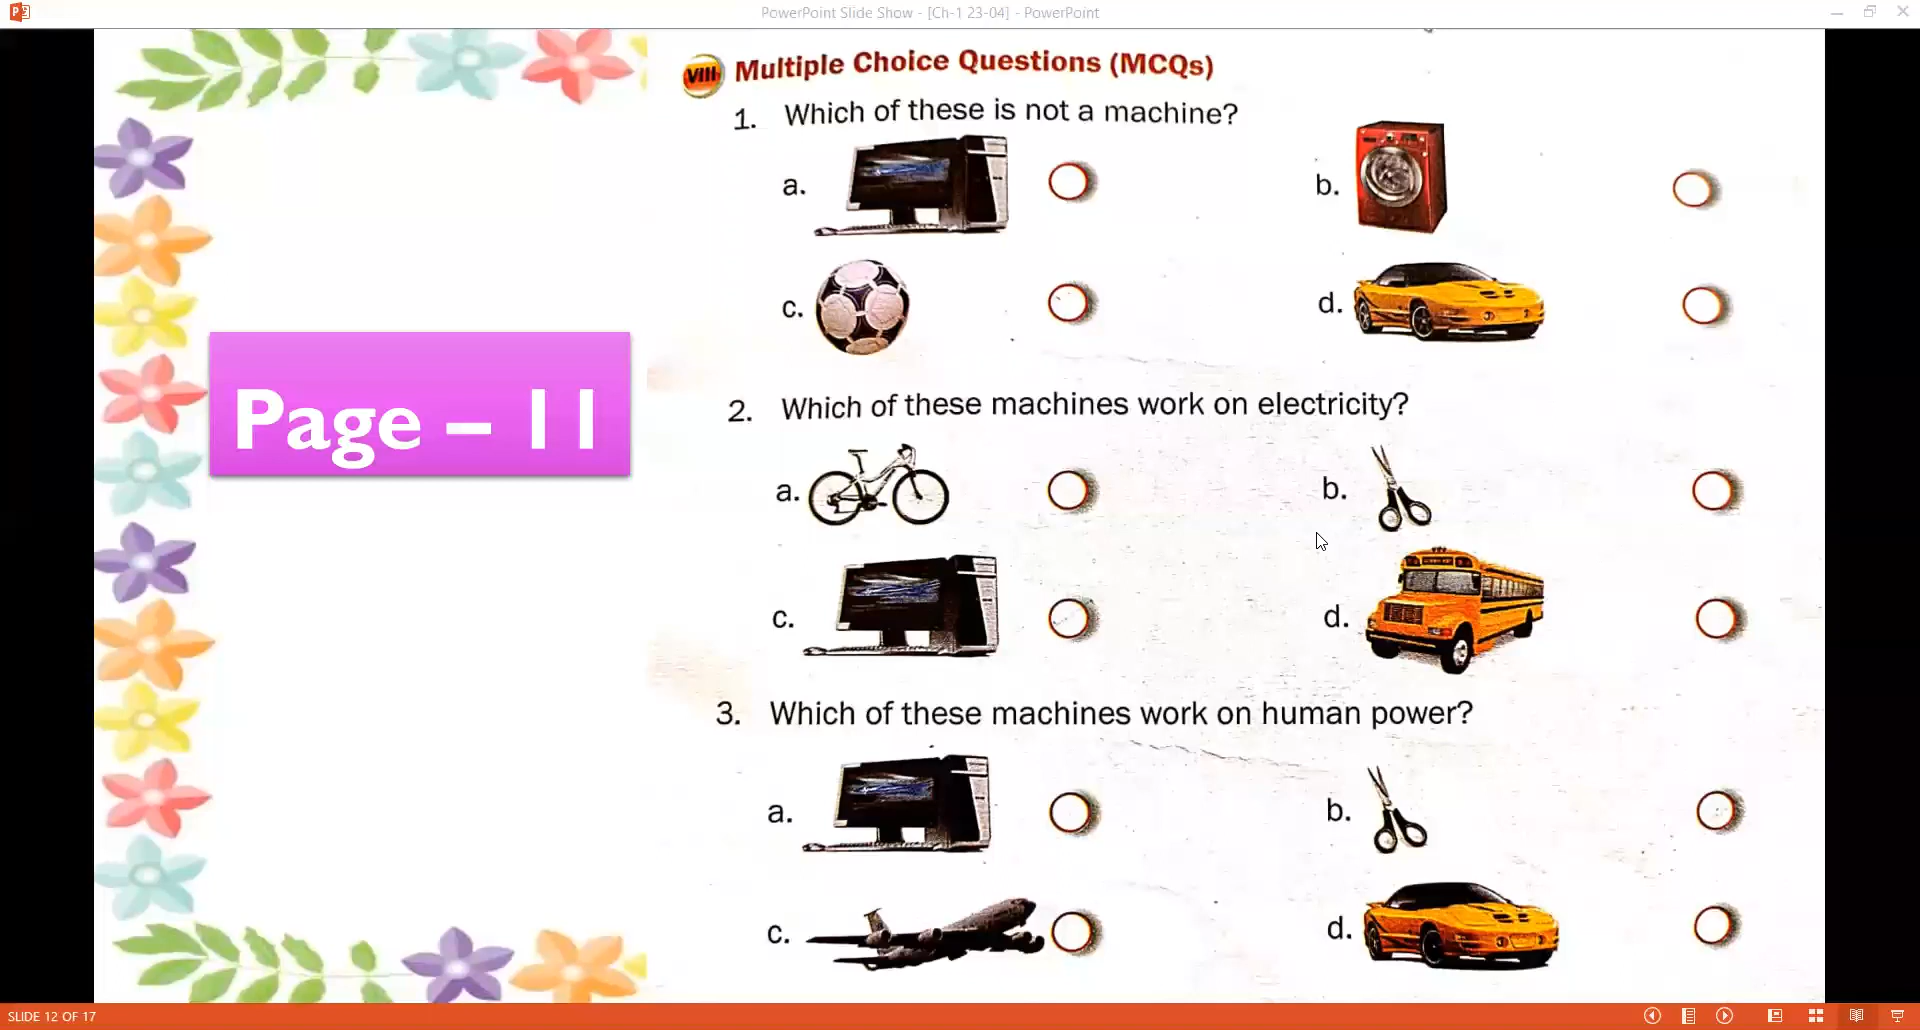 PowerPoint Slide Show - [Ch-1 23-04] - PowerPoint
Page – 11
VIII Multiple Choice Questions (MCQs)
1. Which of these is not a machine?
a.
b.
c.
d.
2. Which of these machines work on electricity?
a.
b.
c.
d.
3. Which of these machines work on human power?
a.
b.
c.
d.
SLIDE 12 OF 17